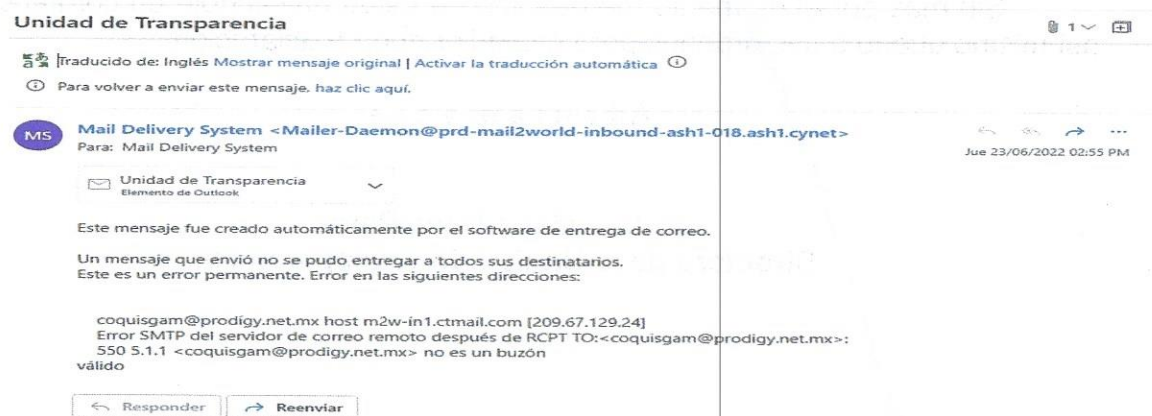 Unidad de Transparencia
1
Traducido de: Inglés Mostrar mensaje original | Activar la traducción automática
Para volver a enviar este mensaje. haz clic aquí.
MS
Mail Delivery System <Mailer-Daemon@prd-mail2world-inbound-ash1-018.ash1.cynet>
Para: Mail Delivery System
Jue 23/06/2022 02:55 PM
Unidad de Transparencia
Elemento de Outlook
Este mensaje fue creado automáticamente por el software de entrega de correo.
Un mensaje que envió no se pudo entregar a todos sus destinatarios.
Este es un error permanente. Error en las siguientes direcciones:
coquisgam@prodigy.net.mx host m2w-in1.ctmail.com [209.67.129.24]
Error SMTP del servidor de correo remoto después de RCPT TO:<coquisgam@prodigy.net.mx>:
550 5.1.1 <coquisgam@prodigy.net.mx> no es un buzón
válido
Responder
Reenviar